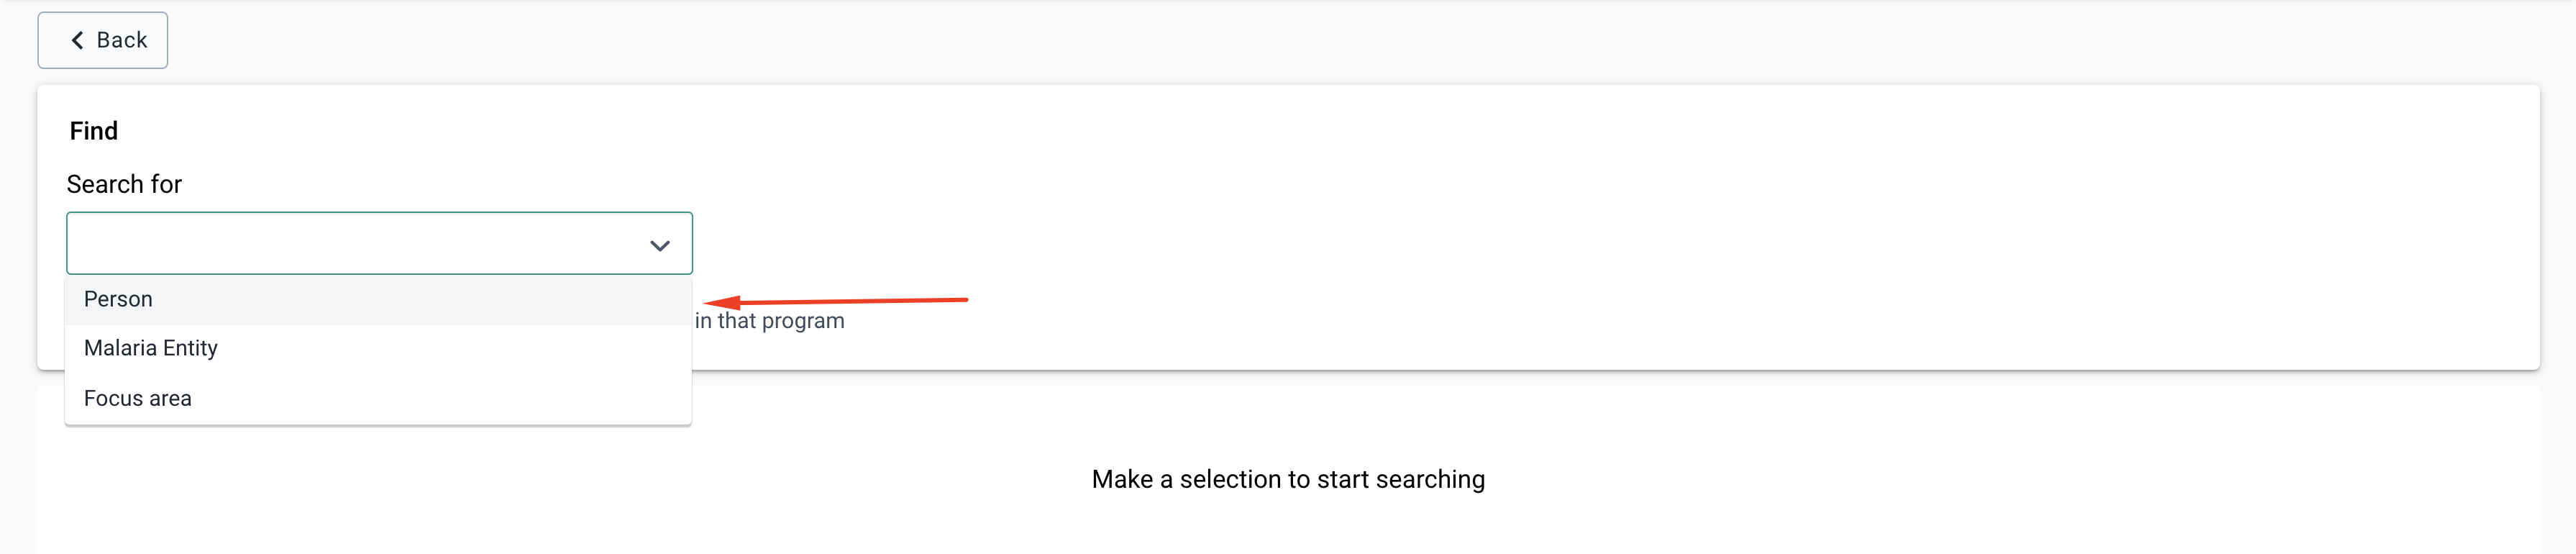 Back
Find
Search for
Person
in that program
Malaria Entity
Focus area
Make a selection to start searching